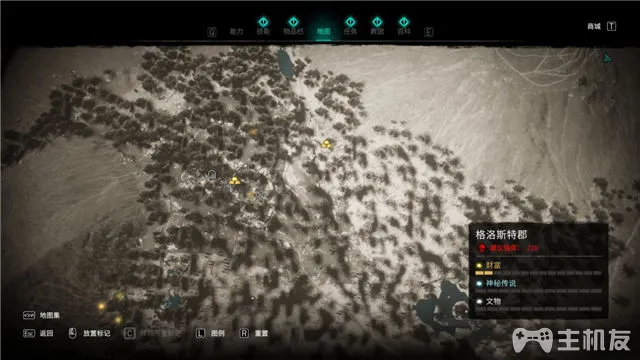 Q 能力 技能 物品栏 地图 任务 教团 百科 E
商城 T
格洛斯特郡
建议强度：220
财富
神秘传说
文物
地图集
Esc 返回 放置标记 C L 图例 R 重置
主机友